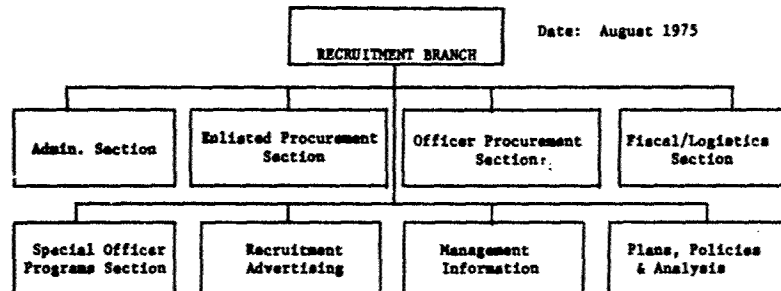 Date: August 1975
RECRUITMENT BRANCH
Admin. Section
Enlisted Procurement
Section
Officer Procurement
Section
Fiscal/Logistics
Section
Special Officer
Programs Section
Recruitment
Advertising
Management
Information
Plans, Policies
& Analysis